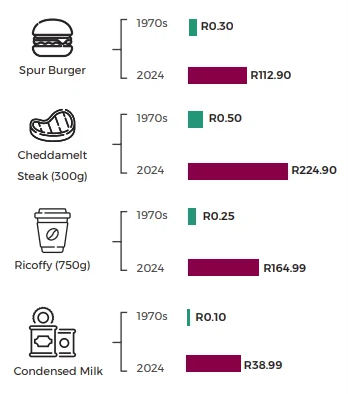 1970s
R0.30
Spur Burger
2024
R112.90
1970s
R0.50
Cheddamelt
Steak (300g)
2024
R224.90
1970s
R0.25
Ricoffy (750g)
2024
R164.99
1970s
R0.10
Condensed Milk
2024
R38.99